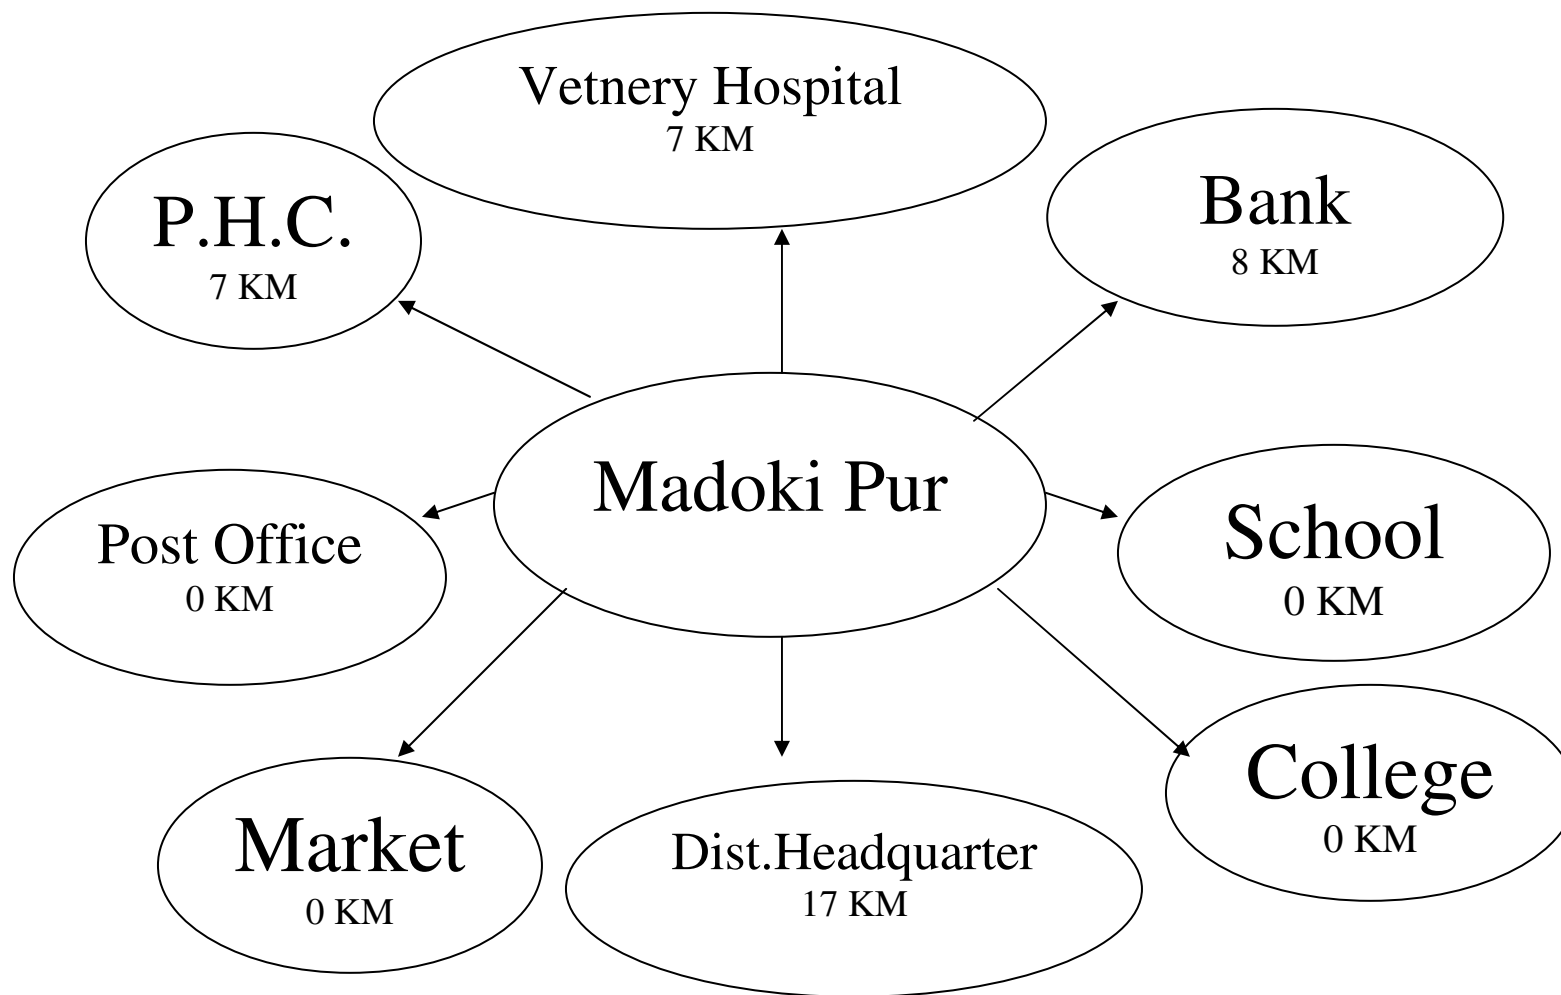 Vetnery Hospital
7 KM
P.H.C.
7 KM
Bank
8 KM
Madoki Pur
Post Office
0 KM
School
0 KM
Market
0 KM
Dist.Headquarter
17 KM
College
0 KM